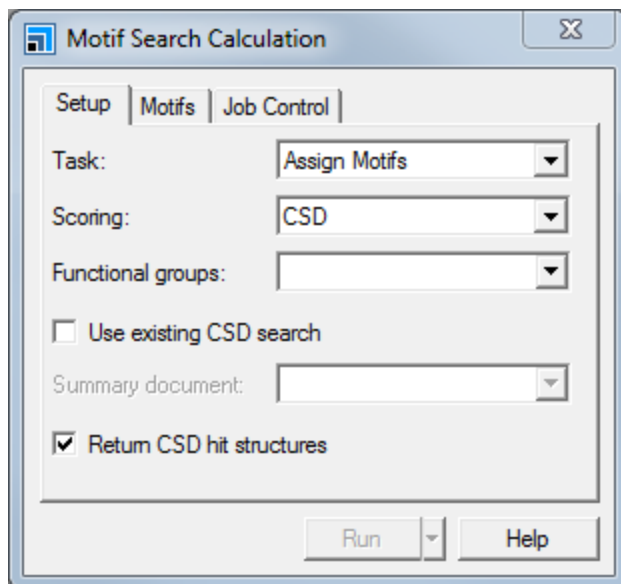 Motif Search Calculation
Setup Motifs Job Control
Task: Assign Motifs
Scoring: CSD
Functional groups:
Use existing CSD search
Summary document:
Return CSD hit structures
Run Help